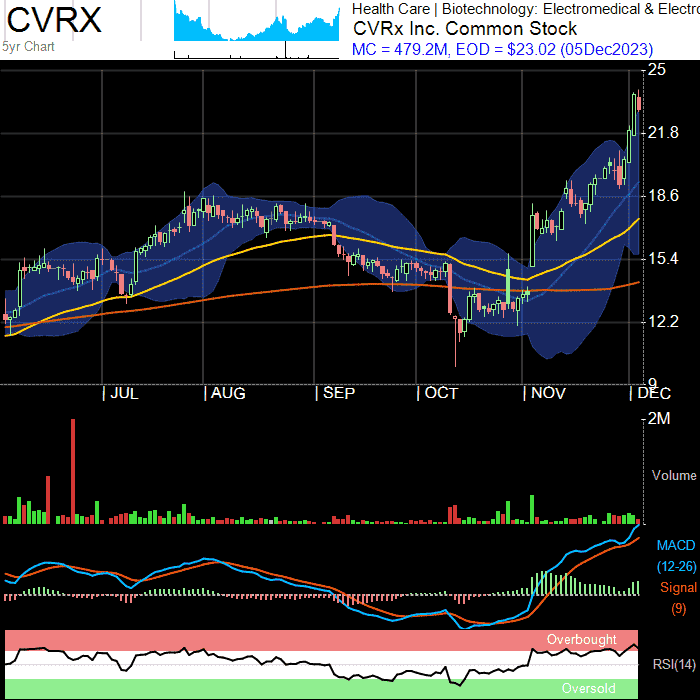 CVRX
5yr Chart
Health Care | Biotechnology: Electromedical & Electro
CVRx Inc. Common Stock
MC = 479.2M, EOD = $23.02 (05Dec2023)
25
21.8
18.6
15.4
12.2
9
JUL AUG SEP OCT NOV DEC
2M
Volume
MACD
(12-26)
Signal
(9)
Overbought
RSI(14)
Oversold